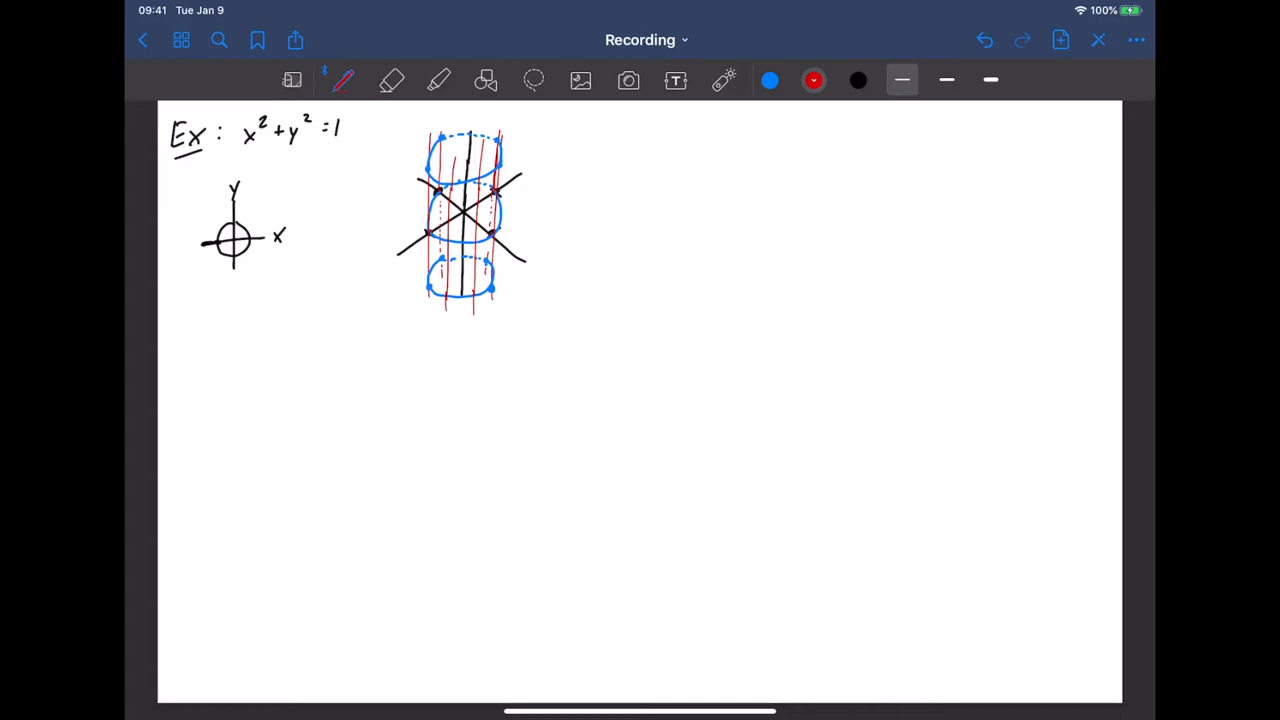 09:41 Tue Jan 9
100%
Recording
T
Ex : x² + y² = 1
y
x